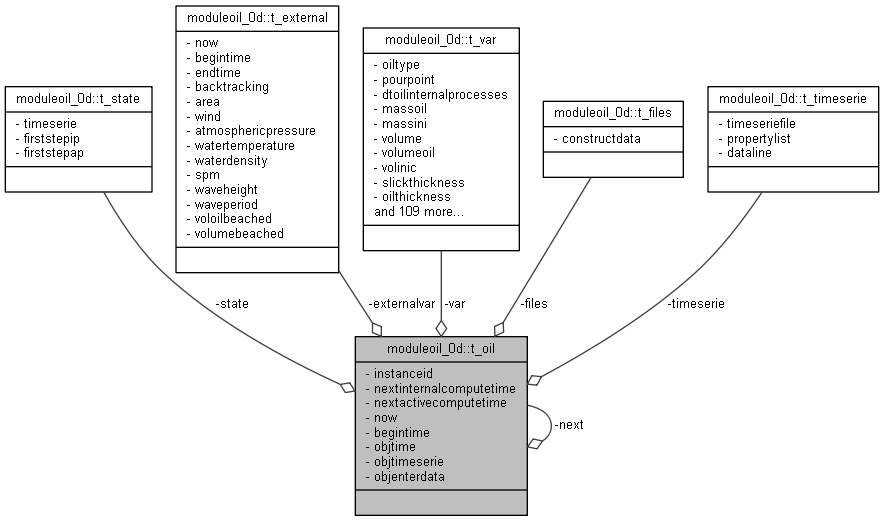 moduleoil_0d::t_state
- timeserie
- firststepip
- firststepap
moduleoil_0d::t_external
- now
- begintime
- endtime
- backtracking
- area
- wind
- atmosphericpressure
- watertemperature
- waterdensity
- spm
- waveheight
- waveperiod
- voloilbeached
- volumebeached
moduleoil_0d::t_var
- oiltype
- pourpoint
- dtoilinternalprocesses
- massoil
- massini
- volume
- volumeoil
- volinic
- slickthickness
- oilthickness
and 109 more...
moduleoil_0d::t_files
- constructdata
moduleoil_0d::t_timeserie
- timeseriefile
- propertylist
- dataline
-state
-externalvar
-var
-files
-timeserie
moduleoil_0d::t_oil
- instanceid
- nextinternalcomputetime
- nextactivecomputetime
- now
- begintime
- objtime
- objtimeserie
- objenterdata
-next